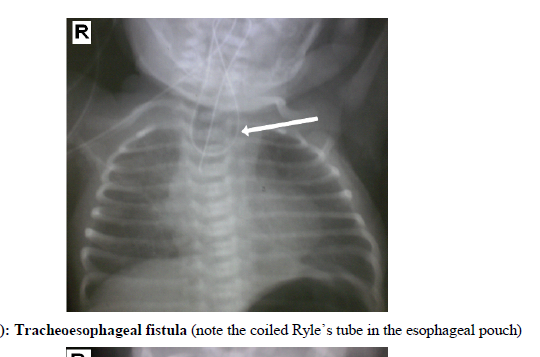 R
): Tracheoesophageal fistula (note the coiled Ryle’s tube in the esophageal pouch)